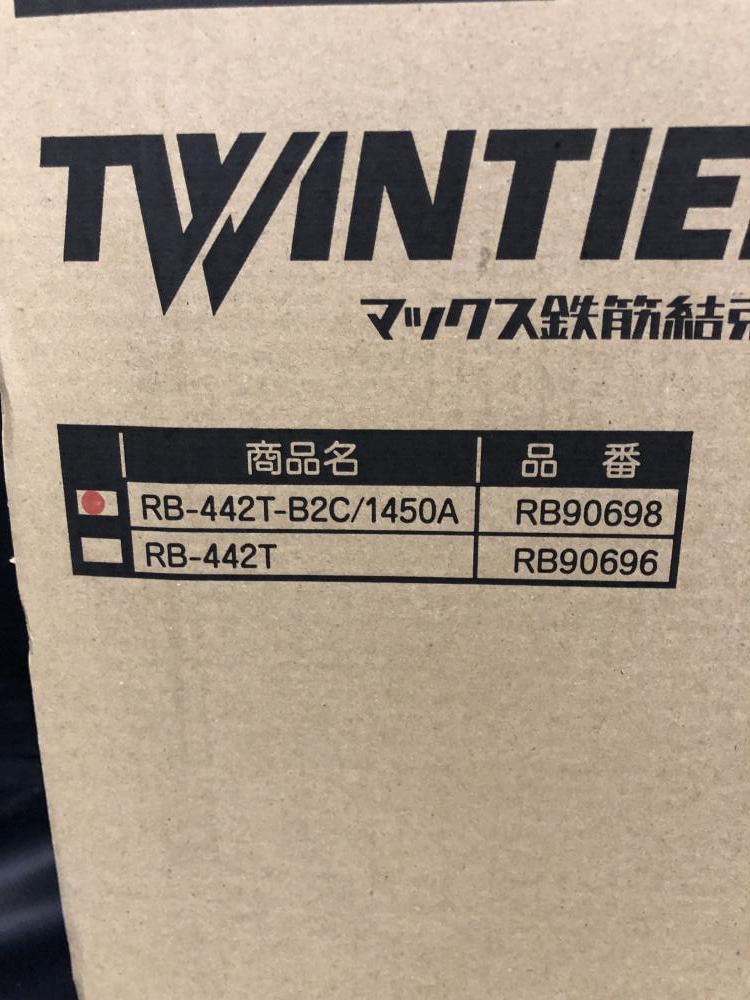 TWINTIE
マックス鉄筋結束
商品名 品 番
RB-442T-B2C/1450A RB90698
RB-442T RB90696